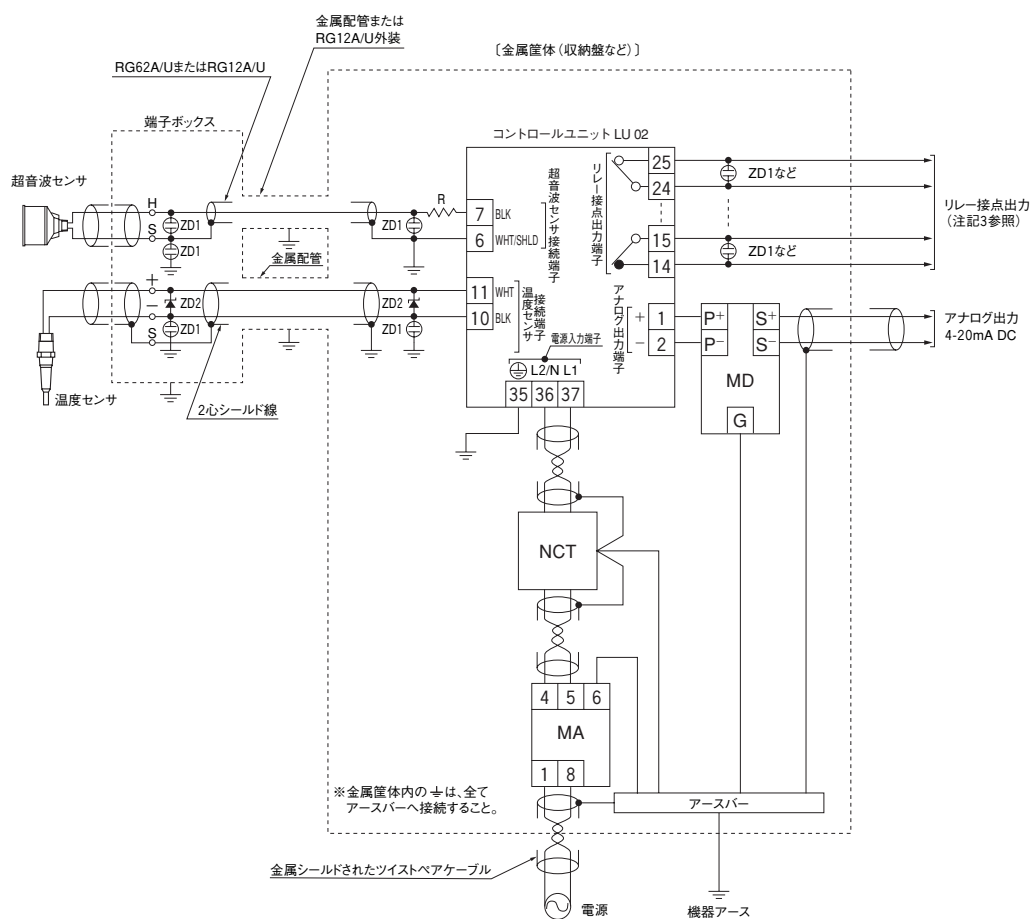 金属配管または
RG12A/U外装
〔金属筐体（収納盤など）〕
RG62A/UまたはRG12A/U
端子ボックス
コントロールユニット LU 02
超音波センサ
H
S
ZD1
ZD1
ZD1
R
7
BLK
6
WHT/SHLD
超音波センサ接続端子
リレー接点出力端子
25
24
15
14
ZD1など
ZD1など
リレー接点出力
（注記3参照）
金属配管
+
−
S
ZD2
ZD1
ZD2
ZD1
11
WHT
10
BLK
温度センサ
接続端子
アナログ出力端子
+
−
1
2
P+
P−
S+
S−
MD
G
アナログ出力
4-20mA DC
電源入力端子
L2/N L1
35
36
37
温度センサ
2心シールド線
NCT
4
5
6
MA
1
8
※金属筐体内の⏚は、全て
アースバーへ接続すること。
アースバー
金属シールドされたツイストペアケーブル
電源
機器アース